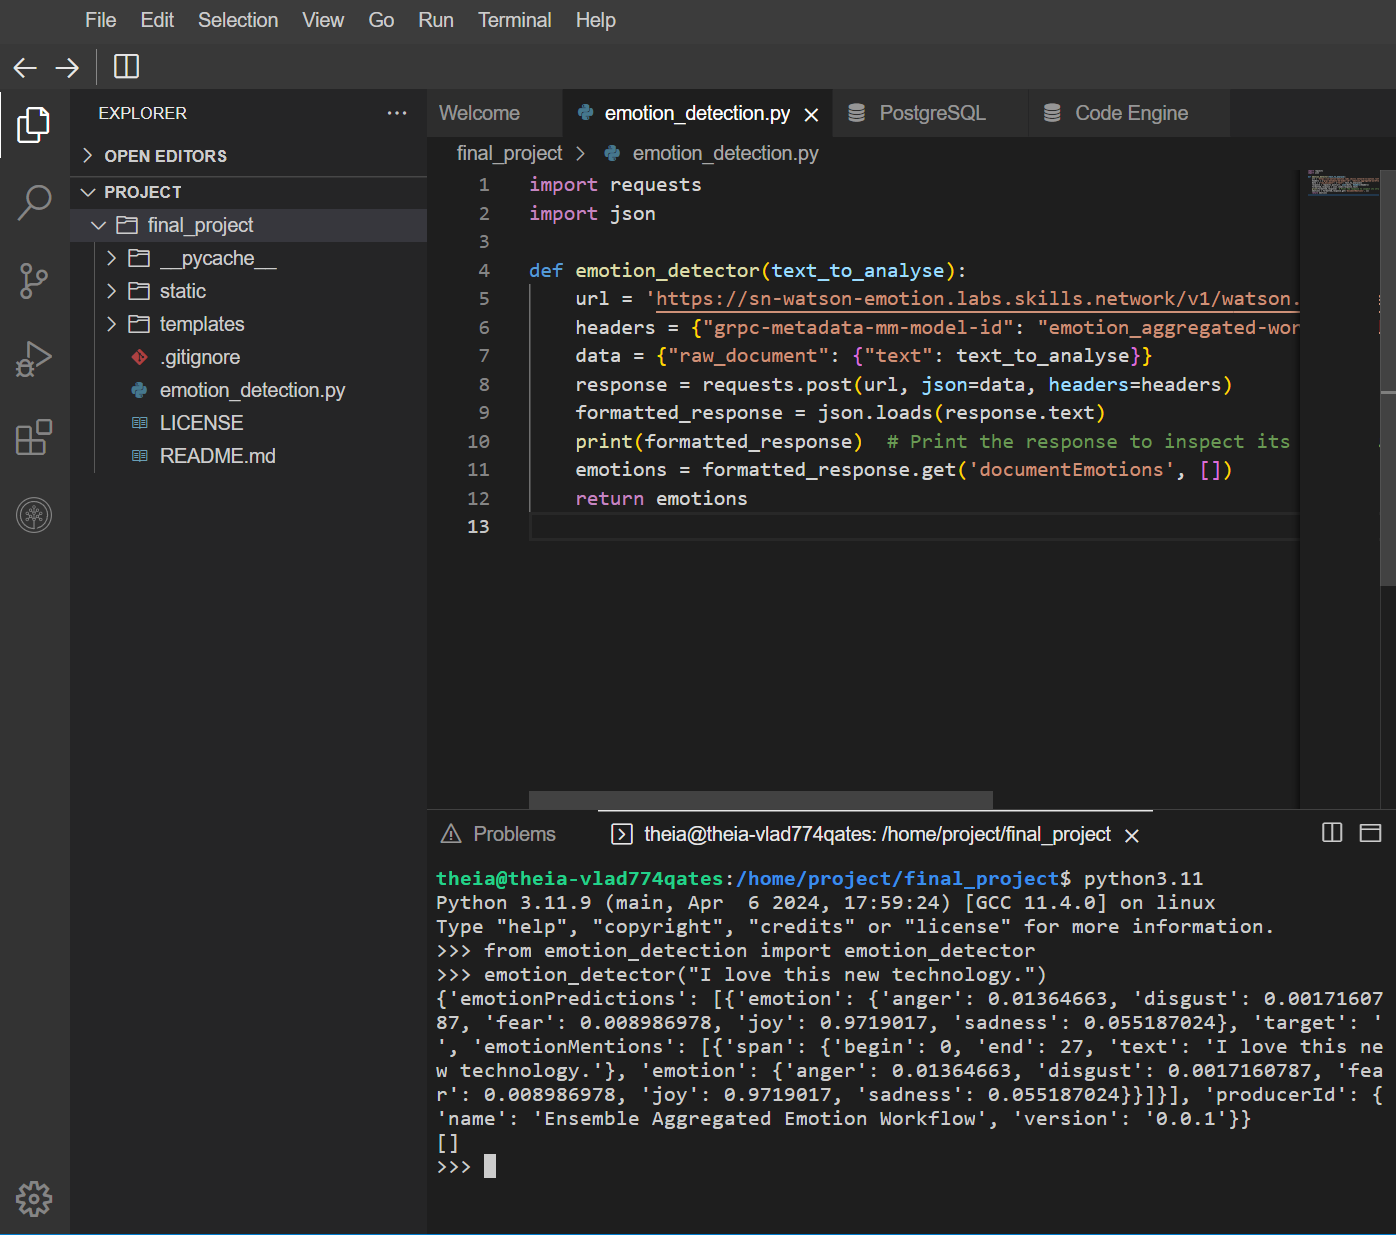 File Edit Selection View Go Run Terminal Help
EXPLORER
OPEN EDITORS
PROJECT
final_project
__pycache__
static
templates
.gitignore
emotion_detection.py
LICENSE
README.md
Welcome emotion_detection.py PostgreSQL Code Engine
final_project > emotion_detection.py
1 import requests
2 import json
3
4 def emotion_detector(text_to_analyse):
5 url = 'https://sn-watson-emotion.labs.skills.network/v1/watson.
6 headers = {"grpc-metadata-mm-model-id": "emotion_aggregated-wor
7 data = {"raw_document": {"text": text_to_analyse}}
8 response = requests.post(url, json=data, headers=headers)
9 formatted_response = json.loads(response.text)
10 print(formatted_response)  # Print the response to inspect its
11 emotions = formatted_response.get('documentEmotions', [])
12 return emotions
13
Problems theia@theia-vlad774qates: /home/project/final_project
theia@theia-vlad774qates:/home/project/final_project$ python3.11
Python 3.11.9 (main, Apr  6 2024, 17:59:24) [GCC 11.4.0] on linux
Type "help", "copyright", "credits" or "license" for more information.
>>> from emotion_detection import emotion_detector
>>> emotion_detector("I love this new technology.")
{'emotionPredictions': [{'emotion': {'anger': 0.01364663, 'disgust': 0.00171607
87, 'fear': 0.008986978, 'joy': 0.9719017, 'sadness': 0.055187024}, 'target': '
', 'emotionMentions': [{'span': {'begin': 0, 'end': 27, 'text': 'I love this ne
w technology.'}, 'emotion': {'anger': 0.01364663, 'disgust': 0.0017160787, 'fea
r': 0.008986978, 'joy': 0.9719017, 'sadness': 0.055187024}}]}], 'producerId': {
'name': 'Ensemble Aggregated Emotion Workflow', 'version': '0.0.1'}}
[]
>>>